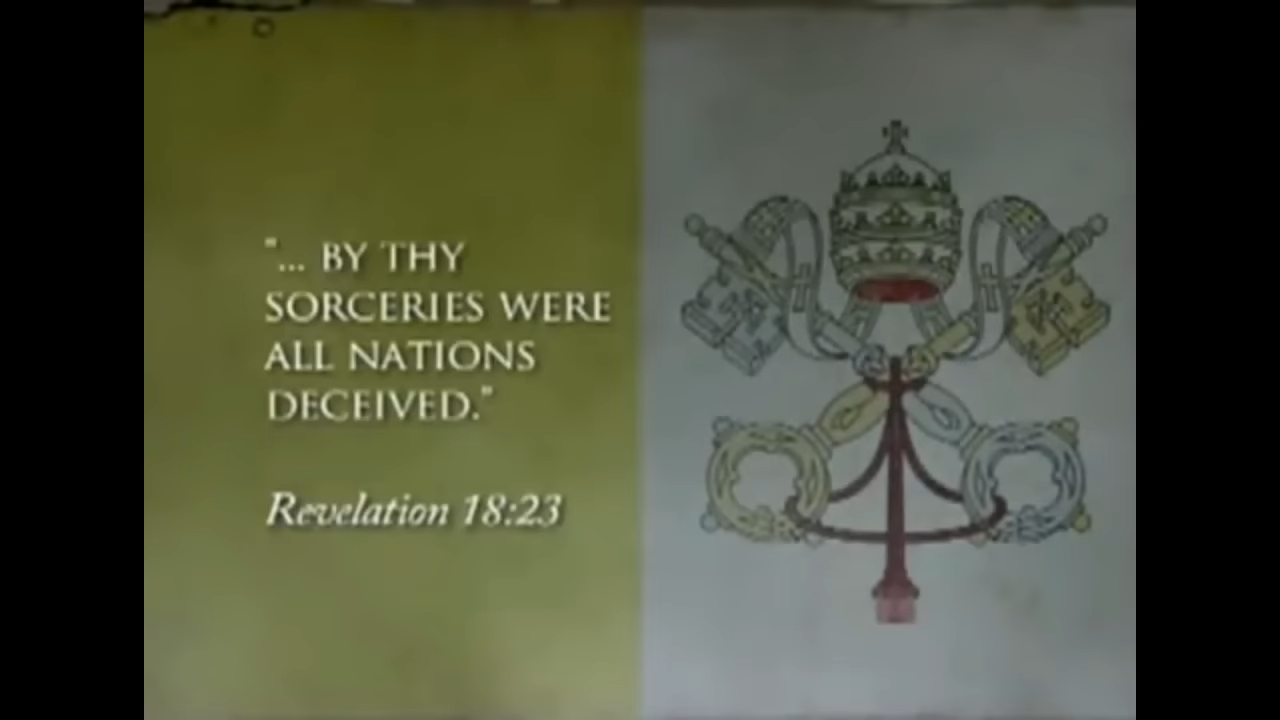 "... BY THY
SORCERIES WERE
ALL NATIONS
DECEIVED."
Revelation 18:23